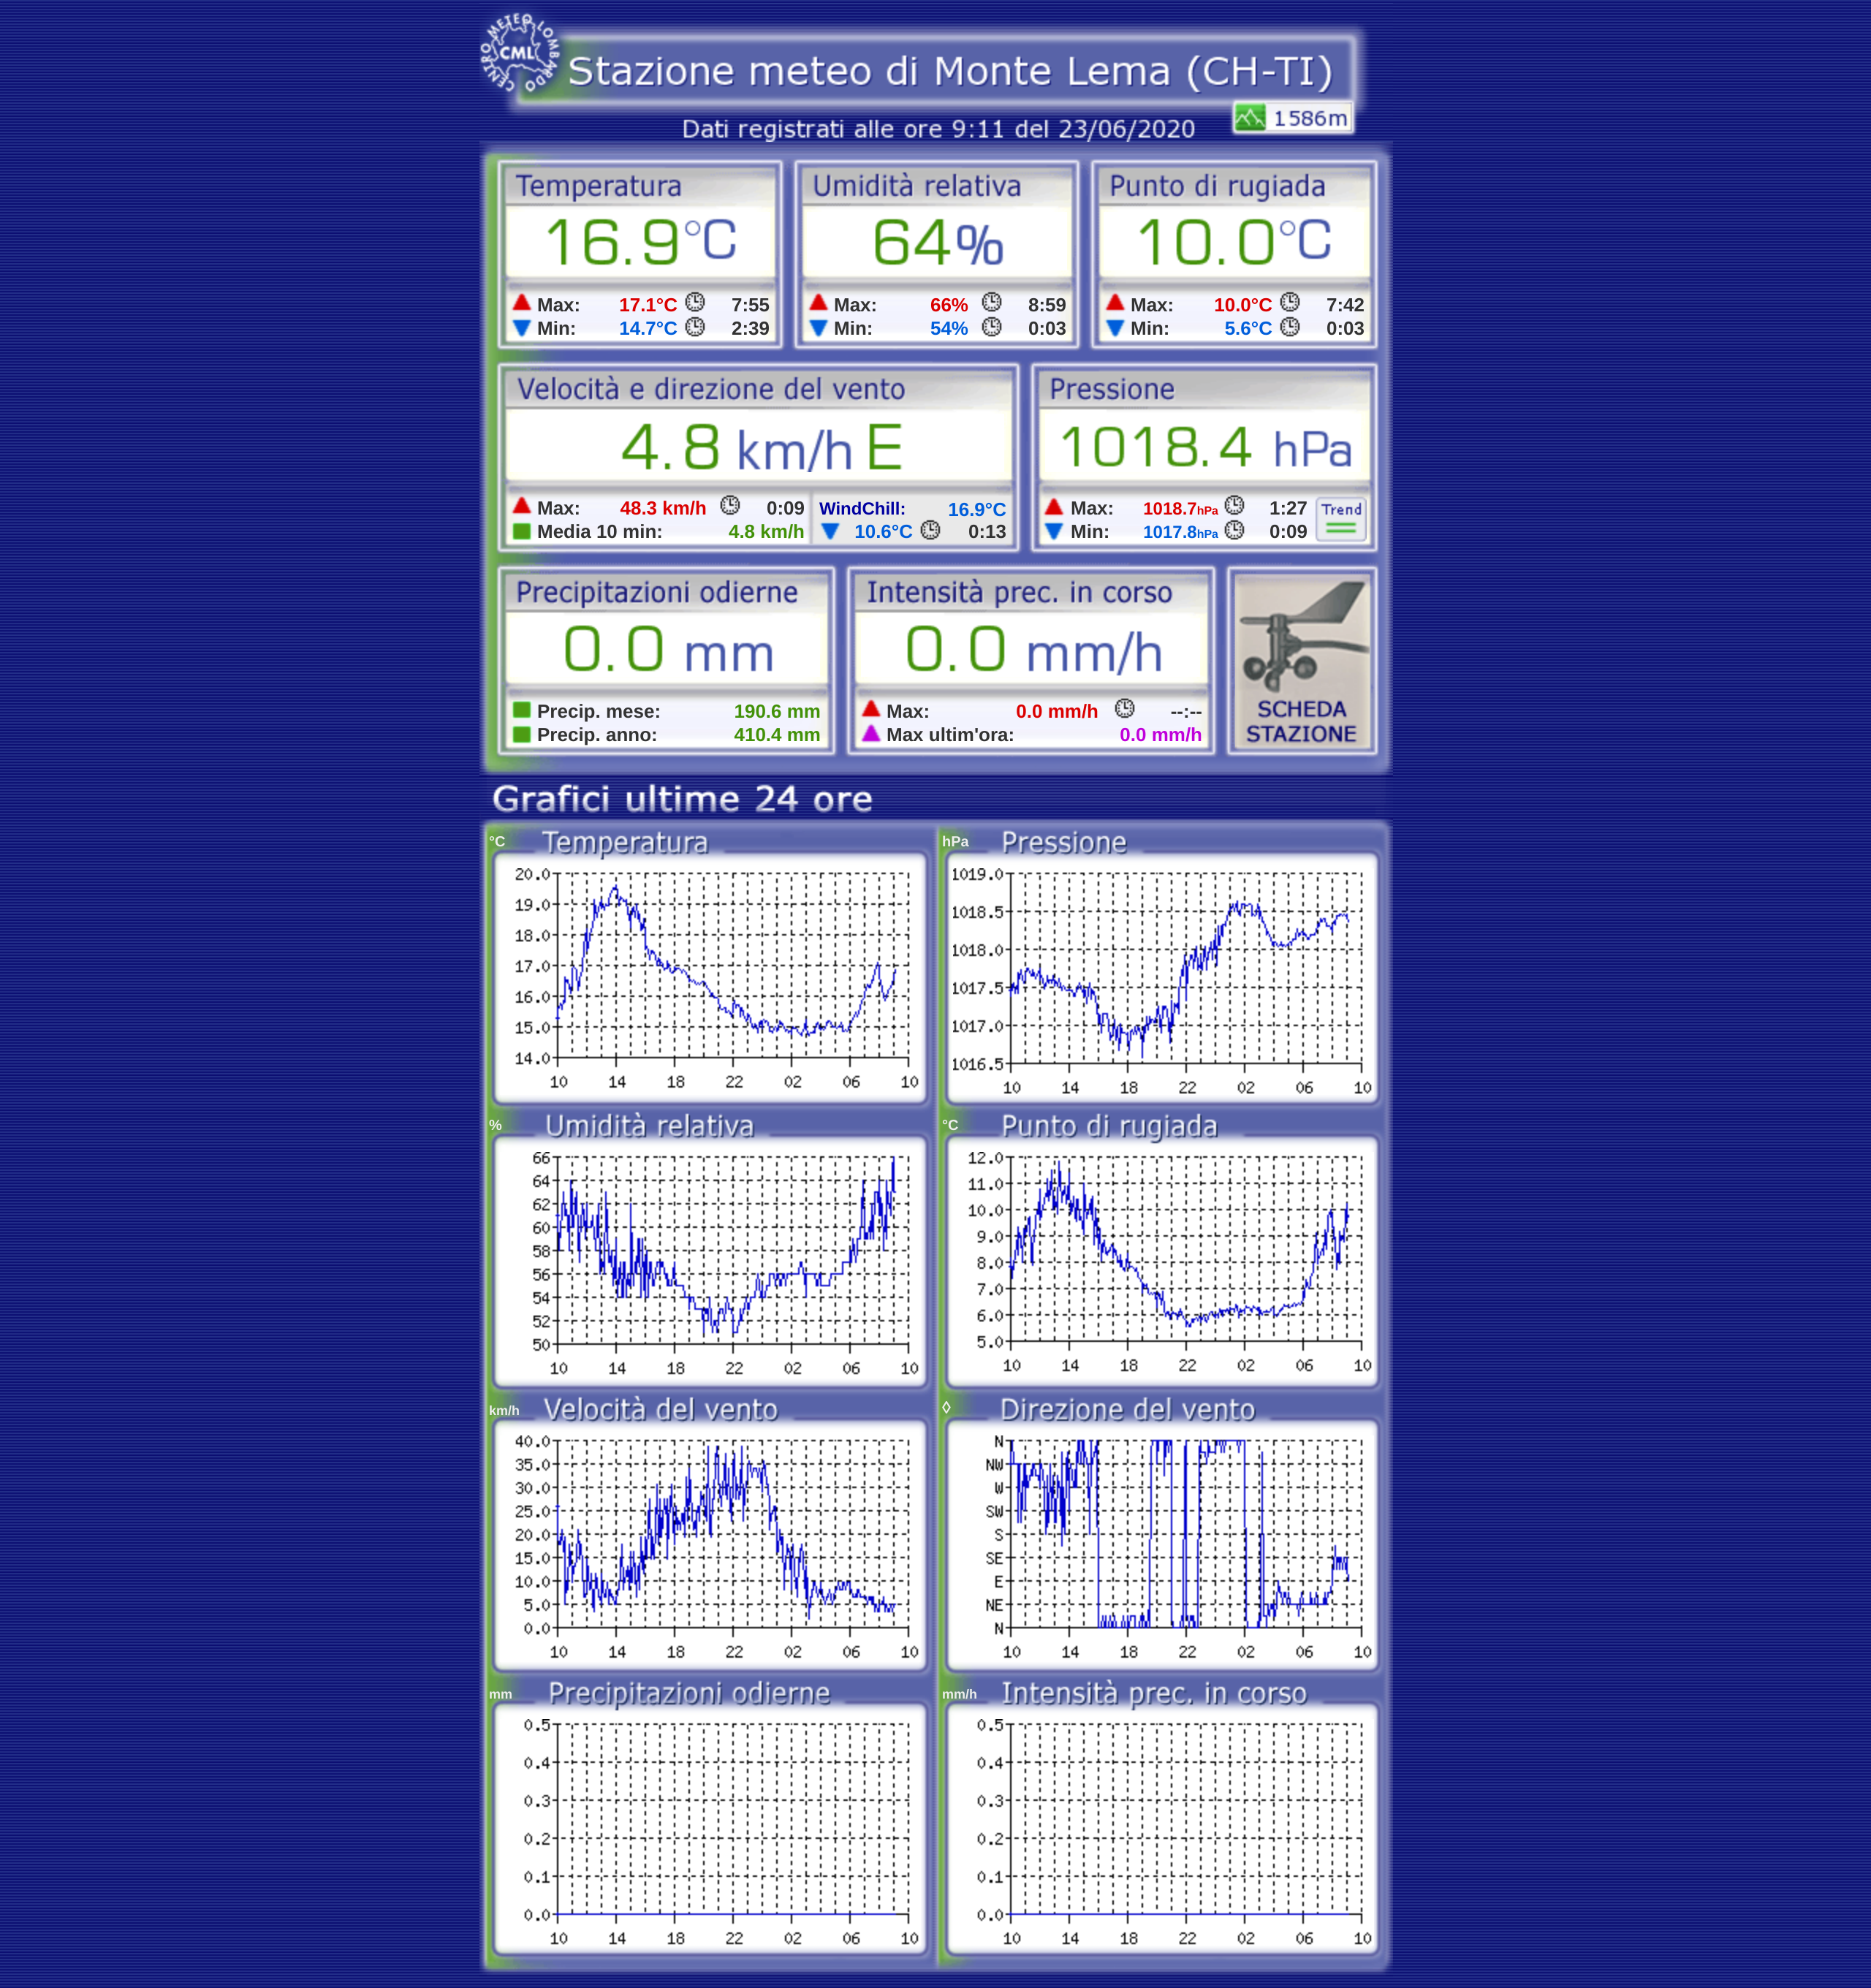 CENTRO METEO LOMBARDO
CML
Stazione meteo di Monte Lema (CH-TI)
1586m
Dati registrati alle ore 9:11 del 23/06/2020
Temperatura Umidità relativa Punto di rugiada
16.9°C 64% 10.0°C
Max: 17.1°C 7:55 Max: 66% 8:59 Max: 10.0°C 7:42
Min: 14.7°C 2:39 Min: 54% 0:03 Min: 5.6°C 0:03
Velocità e direzione del vento Pressione
4.8 km/h E 1018.4 hPa
Max: 48.3 km/h 0:09 WindChill: 16.9°C Max: 1018.7hPa 1:27 Trend
Media 10 min: 4.8 km/h 10.6°C 0:13 Min: 1017.8hPa 0:09
Precipitazioni odierne Intensità prec. in corso
0.0 mm 0.0 mm/h
Precip. mese: 190.6 mm Max: 0.0 mm/h --:-- SCHEDA
Precip. anno: 410.4 mm Max ultim'ora: 0.0 mm/h STAZIONE
Grafici ultime 24 ore
°C Temperatura
20.0
19.0
18.0
17.0
16.0
15.0
14.0
10 14 18 22 02 06 10
hPa Pressione
1019.0
1018.5
1018.0
1017.5
1017.0
1016.5
10 14 18 22 02 06 10
% Umidità relativa
66
64
62
60
58
56
54
52
50
10 14 18 22 02 06 10
°C Punto di rugiada
12.0
11.0
10.0
9.0
8.0
7.0
6.0
5.0
10 14 18 22 02 06 10
km/h Velocità del vento
40.0
35.0
30.0
25.0
20.0
15.0
10.0
5.0
0.0
10 14 18 22 02 06 10
◊ Direzione del vento
N
NW
W
SW
S
SE
E
NE
N
10 14 18 22 02 06 10
mm Precipitazioni odierne
0.5
0.4
0.3
0.2
0.1
0.0
10 14 18 22 02 06 10
mm/h Intensità prec. in corso
0.5
0.4
0.3
0.2
0.1
0.0
10 14 18 22 02 06 10